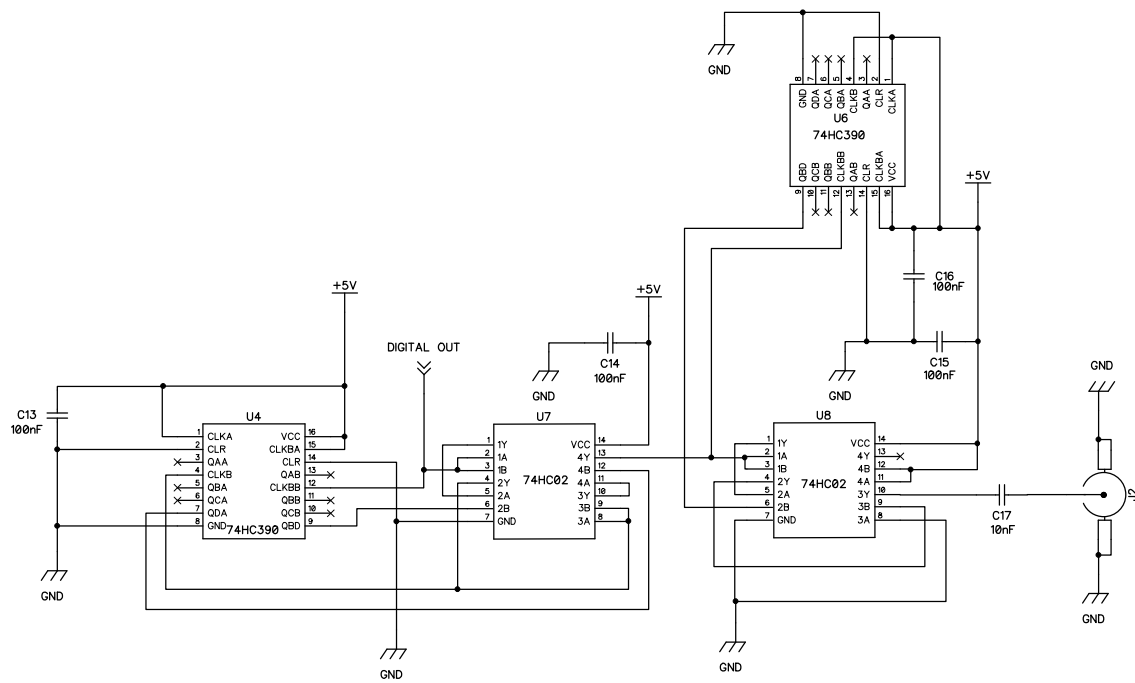 GND
8
7
6
5
4
3
2
1
GND
QDA
QCA
QBA
CLKB
QAA
CLR
CLKA
U6
74HC390
QBD
QCB
QBB
CLKBB
QAB
CLR
CLKBA
VCC
9
10
11
12
13
14
15
16
+5V
C16
100nF
C15
100nF
GND
+5V
C13
100nF
U4
1 CLKA VCC 16
2 CLR CLKBA 15
3 QAA CLR 14
4 CLKB QAB 13
5 QBA CLKBB 12
6 QCA QBB 11
7 QDA QCB 10
8 GND QBD 9
74HC390
GND
DIGITAL OUT
GND
+5V
C14
100nF
GND
U7
1 1Y VCC 14
2 1A 4Y 13
3 1B 4B 12
4 2Y 4A 11
5 2A 3Y 10
6 2B 3B 9
7 GND 3A 8
74HC02
U8
1 1Y VCC 14
2 1A 4Y 13
3 1B 4B 12
4 2Y 4A 11
5 2A 3Y 10
6 2B 3B 9
7 GND 3A 8
74HC02
GND
C17
10nF
GND
J2
GND